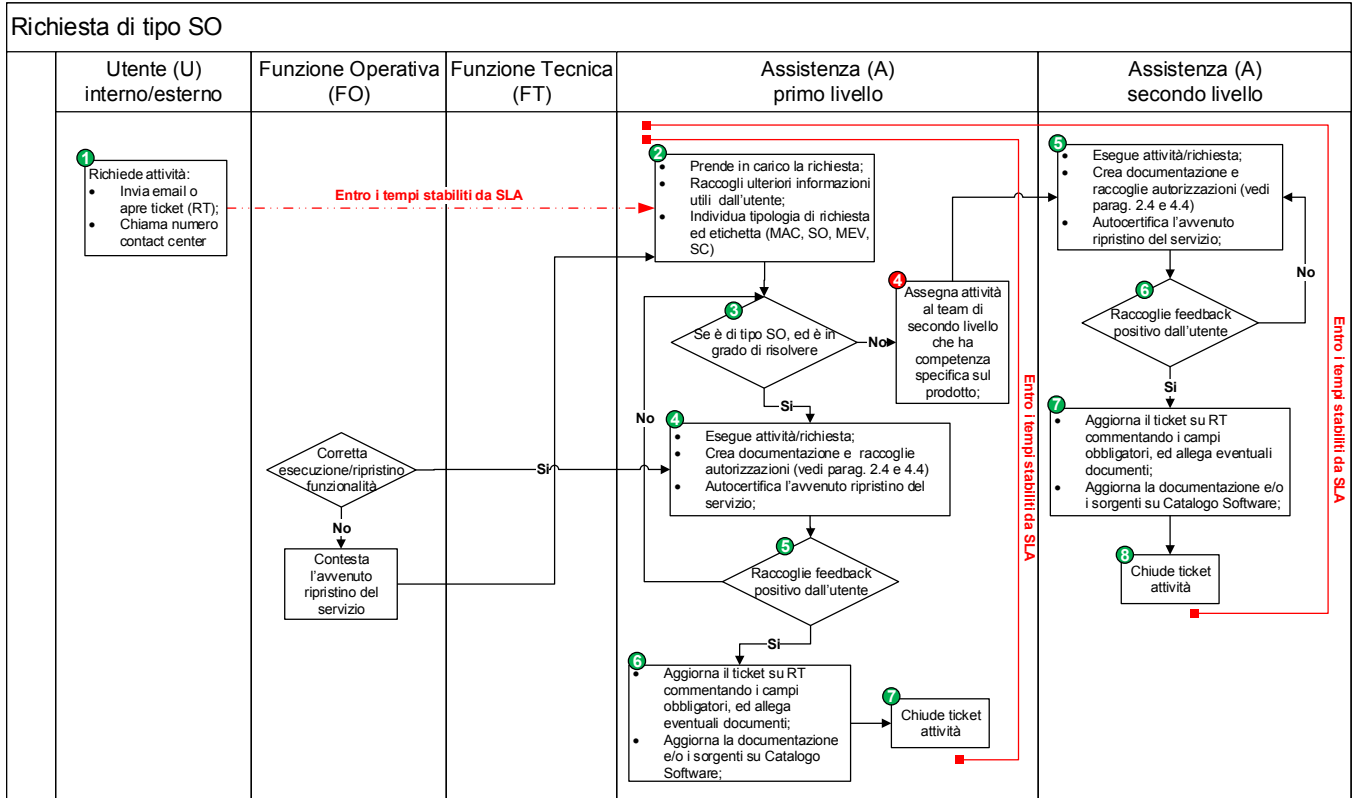 Richiesta di tipo SO
Utente (U)
interno/esterno
Funzione Operativa
(FO)
Funzione Tecnica
(FT)
Assistenza (A)
primo livello
Assistenza (A)
secondo livello
1
Richiede attività:
• Invia email o
apre ticket (RT);
• Chiama numero
contact center
Entro i tempi stabiliti da SLA
2
• Prende in carico la richiesta;
• Raccogli ulteriori informazioni
utili dall'utente;
• Individua tipologia di richiesta
ed etichetta (MAC, SO, MEV,
SC)
3
Se è di tipo SO, ed è in
grado di risolvere
No
4
Assegna attività
al team di
secondo livello
che ha
competenza
specifica sul
prodotto;
Si
No
4
• Esegue attività/richiesta;
• Crea documentazione e raccoglie
autorizzazioni (vedi parag. 2.4 e 4.4)
• Autocertifica l'avvenuto ripristino del
servizio;
Corretta
esecuzione/ripristino
funzionalità
Si
No
Contesta
l'avvenuto
ripristino del
servizio
5
Raccoglie feedback
positivo dall'utente
Si
6
• Aggiorna il ticket su RT
commentando i campi
obbligatori, ed allega
eventuali documenti;
• Aggiorna la documentazione
e/o i sorgenti su Catalogo
Software;
7
Chiude ticket
attività
Entro i tempi stabiliti da SLA
5
• Esegue attività/richiesta;
• Crea documentazione e
raccoglie autorizzazioni (vedi
parag. 2.4 e 4.4)
• Autocertifica l'avvenuto
ripristino del servizio;
No
6
Raccoglie feedback
positivo dall'utente
Si
7
• Aggiorna il ticket su RT
commentando i campi
obbligatori, ed allega eventuali
documenti;
• Aggiorna la documentazione e/o
i sorgenti su Catalogo Software;
8
Chiude ticket
attività
Entro i tempi stabiliti da SLA